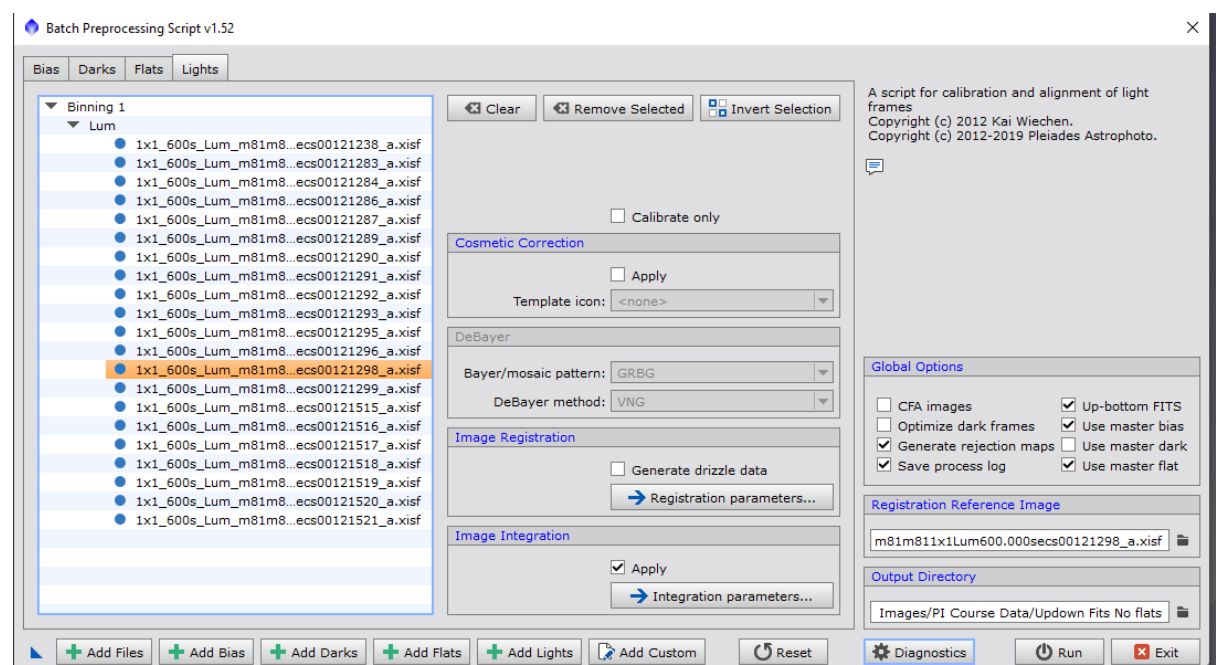 Batch Preprocessing Script v1.52
Bias Darks Flats Lights
Binning 1
Lum
1x1_600s_Lum_m81m8...ecs00121238_a.xisf
1x1_600s_Lum_m81m8...ecs00121283_a.xisf
1x1_600s_Lum_m81m8...ecs00121284_a.xisf
1x1_600s_Lum_m81m8...ecs00121286_a.xisf
1x1_600s_Lum_m81m8...ecs00121287_a.xisf
1x1_600s_Lum_m81m8...ecs00121289_a.xisf
1x1_600s_Lum_m81m8...ecs00121290_a.xisf
1x1_600s_Lum_m81m8...ecs00121291_a.xisf
1x1_600s_Lum_m81m8...ecs00121292_a.xisf
1x1_600s_Lum_m81m8...ecs00121293_a.xisf
1x1_600s_Lum_m81m8...ecs00121295_a.xisf
1x1_600s_Lum_m81m8...ecs00121296_a.xisf
1x1_600s_Lum_m81m8...ecs00121298_a.xisf
1x1_600s_Lum_m81m8...ecs00121299_a.xisf
1x1_600s_Lum_m81m8...ecs00121515_a.xisf
1x1_600s_Lum_m81m8...ecs00121516_a.xisf
1x1_600s_Lum_m81m8...ecs00121517_a.xisf
1x1_600s_Lum_m81m8...ecs00121518_a.xisf
1x1_600s_Lum_m81m8...ecs00121519_a.xisf
1x1_600s_Lum_m81m8...ecs00121520_a.xisf
1x1_600s_Lum_m81m8...ecs00121521_a.xisf
Clear Remove Selected Invert Selection
Calibrate only
Cosmetic Correction
Apply
Template icon: <none>
DeBayer
Bayer/mosaic pattern: GRBG
DeBayer method: VNG
Image Registration
Generate drizzle data
Registration parameters...
Image Integration
Apply
Integration parameters...
A script for calibration and alignment of light
frames
Copyright (c) 2012 Kai Wiechen.
Copyright (c) 2012-2019 Pleiades Astrophoto.
Global Options
CFA images Up-bottom FITS
Optimize dark frames Use master bias
Generate rejection maps Use master dark
Save process log Use master flat
Registration Reference Image
m81m811x1Lum600.000secs00121298_a.xisf
Output Directory
Images/PI Course Data/Updown Fits No flats
Add Files Add Bias Add Darks Add Flats Add Lights Add Custom Reset Diagnostics Run Exit